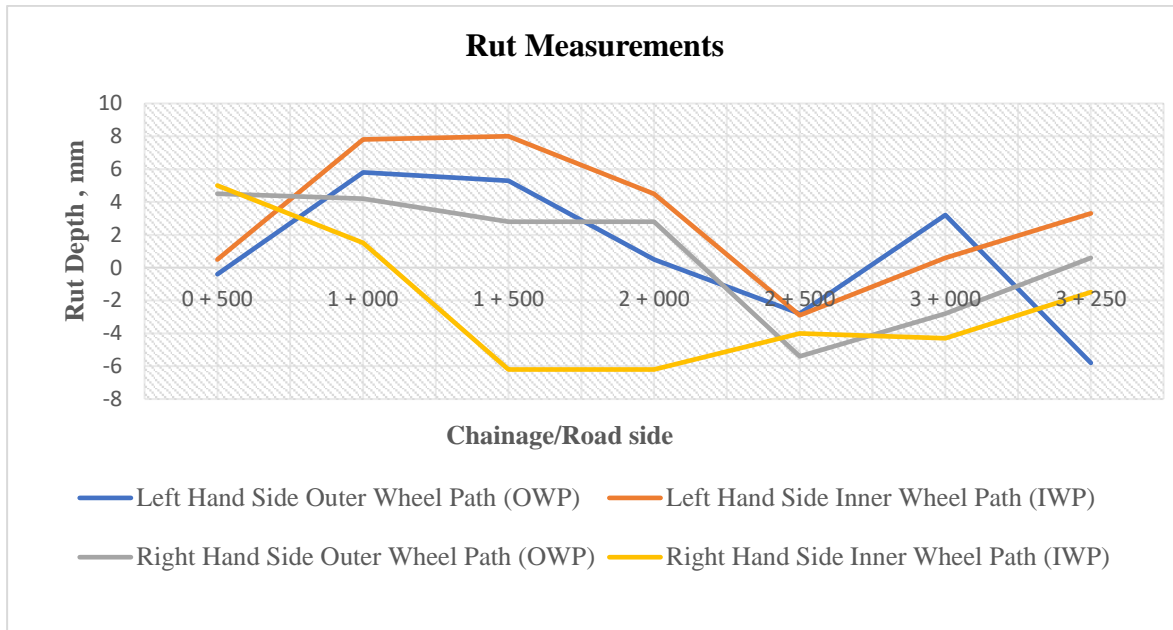 Rut Measurements
10
8
6
4
2
0
-2
-4
-6
-8
Rut Depth , mm
0 + 500 1 + 000 1 + 500 2 + 000 2 + 500 3 + 000 3 + 250
Chainage/Road side
Left Hand Side Outer Wheel Path (OWP) Left Hand Side Inner Wheel Path (IWP)
Right Hand Side Outer Wheel Path (OWP) Right Hand Side Inner Wheel Path (IWP)